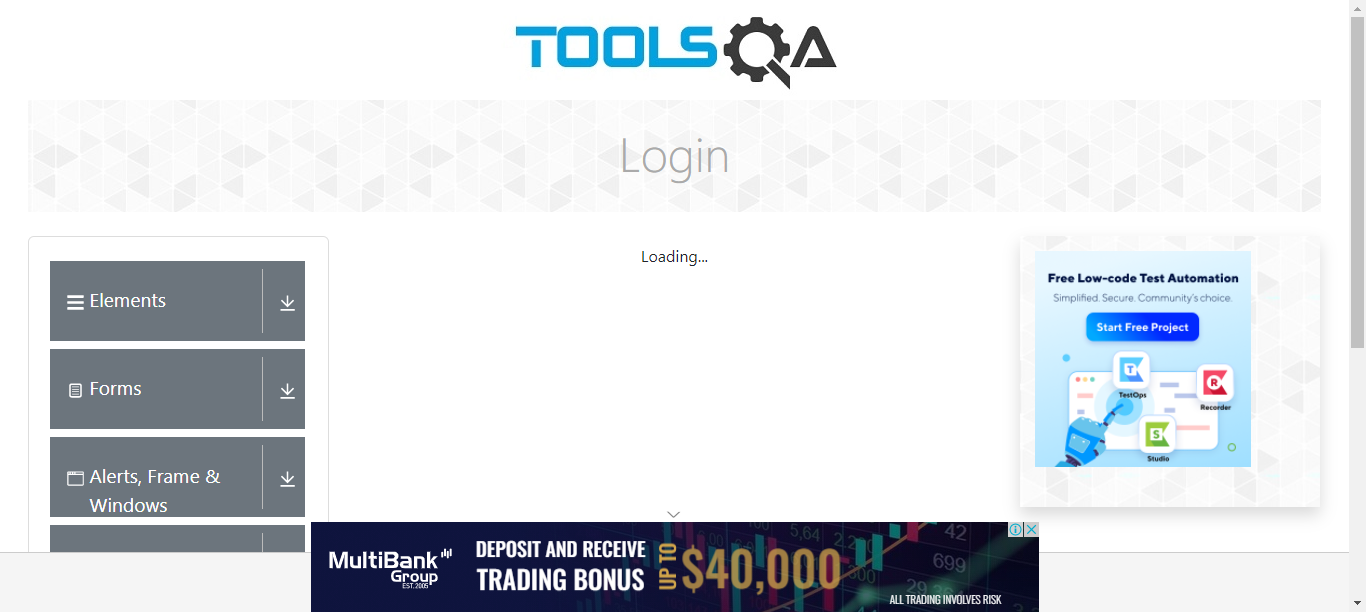 TOOLSQA
Login
Elements
Forms
Alerts, Frame &
Windows
Loading...
Free Low-code Test Automation
Simplified. Secure. Community's choice.
Start Free Project
TestOps
Recorder
Studio
MultiBank
Group
EST.2005
DEPOSIT AND RECEIVE
TRADING BONUS
UP TO
$40,000
ALL TRADING INVOLVES RISK